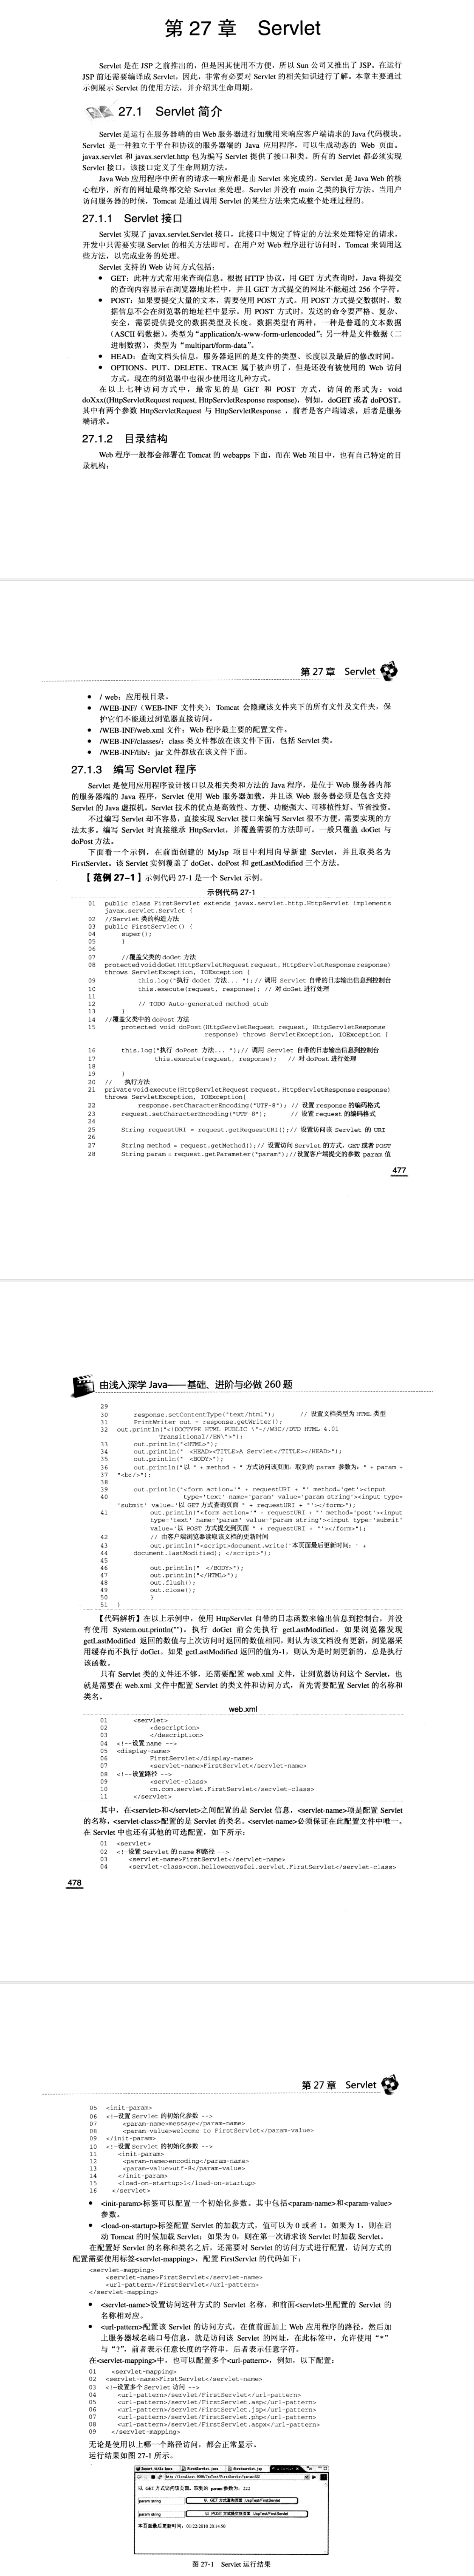 第 27 章 Servlet
Servlet 是在 JSP 之前推出的，但是因其使用不方便，所以 Sun 公司又推出了 JSP。在运行
JSP 前还需要编译成 Servlet，因此，非常有必要对 Servlet 的相关知识进行了解。本章主要通过
示例展示 Servlet 的使用方法，并介绍其生命周期。
27.1 Servlet 简介
Servlet 是运行在服务器端的由 Web 服务器进行加载用来响应客户端请求的 Java 代码模块。
Servlet 是一种独立于平台和协议的服务器端的 Java 应用程序，可以生成动态的 Web 页面。
javax.servlet 和 javax.servlet.http 包为编写 Servlet 提供了接口和类。所有的 Servlet 都必须实现
Servlet 接口，该接口定义了生命周期方法。
Java Web 应用程序中所有的请求一响应都是由 Servlet 来完成的。Servlet 是 Java Web 的核
心程序，所有的网址最终都交给 Servlet 来处理。Servlet 并没有 main 之类的执行方法，当用户
访问服务器的时候，Tomcat 是通过调用 Servlet 的某些方法来完成整个处理过程的。
27.1.1 Servlet 接口
Servlet 实现了 javax.servlet.Servlet 接口，此接口中规定了特定的方法来处理特定的请求，
开发中只需要实现 Servlet 的相关方法即可。在用户对 Web 程序进行访问时，Tomcat 来调用这
些方法，以完成业务的处理。
Servlet 支持的 Web 访问方式包括：
● GET：此种方式常用来查询信息。根据 HTTP 协议，用 GET 方式查询时，Java 将提交
的查询内容显示在浏览器地址栏中，并且 GET 方式提交的网址不能超过 256 个字符。
● POST：如果要提交大量的文本，需要使用 POST 方式。用 POST 方式提交数据时，数
据信息不会在浏览器的地址栏中显示。用 POST 方式时，发送的命令要严格、复杂、
安全，需要提供提交的数据类型及长度。数据类型有两种，一种是普通的文本数据
(ASCII 码数据)，类型为“application/x-www-form-urlencoded”；另一种是文件数据（二
进制数据），类型为“multipart/form-data”。
● HEAD：查询文档头信息，服务器返回的是文件的类型、长度以及最后的修改时间。
● OPTIONS、PUT、DELETE、TRACE 属于被声明了，但是还没有被使用的 Web 访问
方式，现在的浏览器中也很少使用这几种方式。
在以上七种访问方式中，最常见的是 GET 和 POST 方式，访问的形式为：void
doXxx((HttpServletRequest request, HttpServletResponse response)，例如，doGET 或者 doPOST。
其中有两个参数 HttpServletRequest 与 HttpServletResponse，前者是客户端请求，后者是服务
端请求。
27.1.2 目录结构
Web 程序一般都会部署在 Tomcat 的 webapps 下面，而在 Web 项目中，也有自己特定的目
录机构：
第 27 章 Servlet
● / web：应用根目录。
● /WEB-INF/（WEB-INF 文件夹）：Tomcat 会隐藏该文件夹下的所有文件及文件夹，保
护它们不能通过浏览器直接访问。
● /WEB-INF/web.xml 文件：Web 程序最主要的配置文件。
● /WEB-INF/classes/：class 类文件都放在该文件下面，包括 Servlet 类。
● /WEB-INF/lib/：jar 文件都放在该文件下面。
27.1.3 编写 Servlet 程序
Servlet 是使用应用程序设计接口以及相关类和方法的 Java 程序，是位于 Web 服务器内部
的服务器端的 Java 程序，Servlet 使用 Web 服务器加载，并且该 Web 服务器必须是包含支持
Servlet 的 Java 虚拟机。Servlet 技术的优点是高效性、方便、功能强大、可移植性好、节省投资。
不过编写 Servlet 却不容易，直接实现 Servlet 接口来编写 Servlet 很不方便，需要实现的方
法太多。编写 Servlet 时直接继承 HttpServlet，并覆盖需要的方法即可。一般只覆盖 doGet 与
doPost 方法。
下面看一个示例，在前面创建的 MyJsp 项目中利用向导新建 Servlet，并且取类名为
FirstServlet。该 Servlet 实例覆盖了 doGet、doPost 和 getLastModified 三个方法。
【范例 27-1】示例代码 27-1 是一个 Servlet 示例。
示例代码 27-1
01 public class FirstServlet extends javax.servlet.http.HttpServlet implements
javax.servlet.Servlet {
02 //Servlet 类的构造方法
03 public FirstServlet() {
04 super();
05 }
06
07 //覆盖父类的 doGet 方法
08 protected void doGet(HttpServletRequest request, HttpServletResponse response)
throws ServletException, IOException {
09 this.log("执行 doGet 方法... ");// 调用 Servlet 自带的日志输出信息到控制台
10 this.execute(request, response); // 对 doGet 进行处理
11
12 // TODO Auto-generated method stub
13 }
14 //覆盖父类中的 doPost 方法
15 protected void doPost(HttpServletRequest request, HttpServletResponse
response) throws ServletException, IOException {
16 this.log("执行 doPost 方法... ");// 调用 Servlet 自带的日志输出信息到控制台
17 this.execute(request, response); // 对 doPost 进行处理
18
19 }
20 // 执行方法
21 private void execute(HttpServletRequest request, HttpServletResponse response)
throws ServletException, IOException{
22 response.setCharacterEncoding("UTF-8"); // 设置 response 的编码格式
23 request.setCharacterEncoding("UTF-8"); // 设置 request 的编码格式
24
25 String requestURI = request.getRequestURI();// 设置访问该 Servlet 的 URI
26
27 String method = request.getMethod();// 设置访问 Servlet 的方式，GET 或者 POST
28 String param = request.getParameter("param");//设置客户端提交的参数 param 值
477
由浅入深学 Java——基础、进阶与必做 260 题
29
30 response.setContentType("text/html"); // 设置文档类型为 HTML 类型
31 PrintWriter out = response.getWriter();
32 out.println("<!DOCTYPE HTML PUBLIC \"-//W3C//DTD HTML 4.01
Transitional//EN\">");
33 out.println("<HTML>");
34 out.println(" <HEAD><TITLE>A Servlet</TITLE></HEAD>");
35 out.println(" <BODY>");
36 out.println("以 " + method + " 方式访问该页面。取到的 param 参数为：" + param +
37 "<br/>");
38
39 out.println("<form action='" + requestURI + "' method='get'><input
40 type='text' name='param' value='param string'><input type=
'submit' value='以 GET 方式查询页面 " + requestURI + "'></form>");
41 out.println("<form action='" + requestURI + "' method='post'><input
type='text' name='param' value='param string'><input type='submit'
value='以 POST 方式提交到页面 " + requestURI + "'></form>");
42 // 由客户端浏览器读取该文档的更新时间
43 out.println("<script>document.write('本页面最后更新时间：' +
44 document.lastModified); </script>");
45
46 out.println(" </BODY>");
47 out.println("</HTML>");
48 out.flush();
49 out.close();
50 }
51 }
【代码解析】在以上示例中，使用 HttpServlet 自带的日志函数来输出信息到控制台，并没
有使用 System.out.println("")。执行 doGet 前会先执行 getLastModified，如果浏览器发现
getLastModified 返回的数值与上次访问时返回的数值相同，则认为该文档没有更新，浏览器采
用缓存而不执行 doGet。如果 getLastModified 返回的值为-1，则认为是时刻更新的，总是执行
该函数。
只有 Servlet 类的文件还不够，还需要配置 web.xml 文件，让浏览器访问这个 Servlet，也
就是需要在 web.xml 文件中配置 Servlet 的类文件和访问方式，首先需要配置 Servlet 的名称和
类名。
web.xml
01 <servlet>
02 <description>
03 </description>
04 <!--设置 name -->
05 <display-name>
06 FirstServlet</display-name>
07 <servlet-name>FirstServlet</servlet-name>
08 <!--设置路径 -->
09 <servlet-class>
10 cn.com.servlet.FirstServlet</servlet-class>
11 </servlet>
其中，在<servlet>和</servlet>之间配置的是 Servlet 信息，<servlet-name>项是配置 Servlet
的名称，<servlet-class>配置的是 Servlet 的类名。<servlet-name>必须保证在此配置文件中唯一。
在 Servlet 中也还有其他的可选配置，如下所示：
01 <servlet>
02 <!—设置 Servlet 的 name 和路径 -->
03 <servlet-name>FirstServlet</servlet-name>
04 <servlet-class>com.helloweenvsfei.servlet.FirstServlet</servlet-class>
478
第 27 章 Servlet
05 <init-param>
06 <!—设置 Servlet 的初始化参数 -->
07 <param-name>message</param-name>
08 <param-value>welcome to FirstServlet</param-value>
09 </init-param>
10 <!—设置 Servlet 的初始化参数 -->
11 <init-param>
12 <param-name>encoding</param-name>
13 <param-value>utf-8</param-value>
14 </init-param>
15 <load-on-startup>1</load-on-startup>
16 </servlet>
● <init-param>标签可以配置一个初始化参数。其中包括<param-name>和<param-value>
参数。
● <load-on-startup>标签配置 Servlet 的加载方式，值可以为 0 或者 1。如果为 1，则在启
动 Tomcat 的时候加载 Servlet；如果为 0，则在第一次请求该 Servlet 时加载 Servlet。
在配置好 Servlet 的名称和类名之后，还需要对 Servlet 的访问方式进行配置，访问方式的
配置需要使用标签<servlet-mapping>，配置 FirstServlet 的代码如下：
<servlet-mapping>
<servlet-name>FirstServlet</servlet-name>
<url-pattern>/FirstServlet</url-pattern>
</servlet-mapping>
● <servlet-name>设置访问这种方式的 Servlet 名称，和前面<servlet>里配置的 Servlet 的
名称相对应。
● <url-pattern>配置该 Servlet 的访问方式，在值前面加上 Web 应用程序的路径，然后加
上服务器域名端口号信息，就是访问该 Servlet 的网址，在此标签中，允许使用“*”
与“?”，前者表示任意长度的字符串，后者表示任意字符。
在<servlet-mapping>中，也可以配置多个<url-pattern>，例如，以下配置：
01 <servlet-mapping>
02 <servlet-name>FirstServlet</servlet-name>
03 <!—设置多个 Servlet 访问 -->
04 <url-pattern>/servlet/FirstServlet</url-pattern>
05 <url-pattern>/servlet/FirstServlet.asp</url-pattern>
06 <url-pattern>/servlet/FirstServlet.jsp</url-pattern>
07 <url-pattern>/servlet/FirstServlet.php</url-pattern>
08 <url-pattern>/servlet/FirstServlet.aspx</url-pattern>
09 </servlet-mapping>
无论是使用以上哪一个路径访问，都会正常显示。
运行结果如图 27-1 所示。
以 GET 方式访问该页面。取到的 param 参数为：222
param string 以 GET 方式查询页面 /JspTest/FirstServlet
param string 以 POST 方式提交到页面 /JspTest/FirstServlet
本页面最后更新时间：01/22/2010 20:14:56
图 27-1 Servlet 运行结果